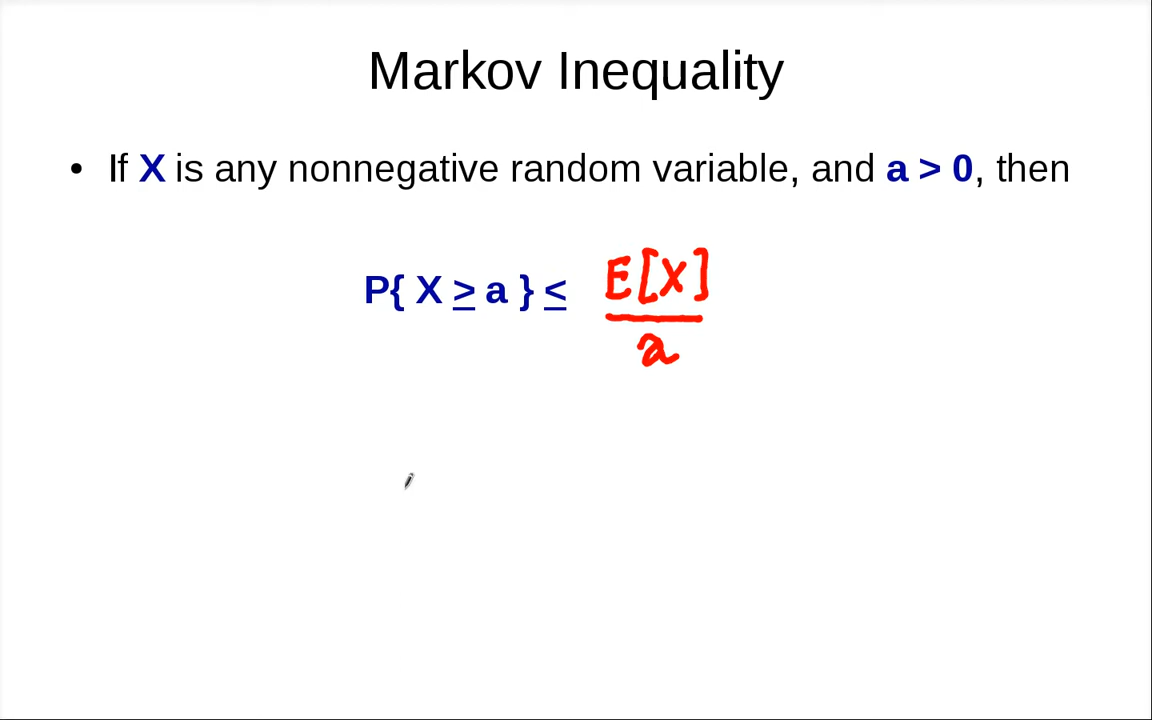 Markov Inequality
• If X is any nonnegative random variable, and a > 0, then
P{ X ≥ a } ≤ E[X]
a